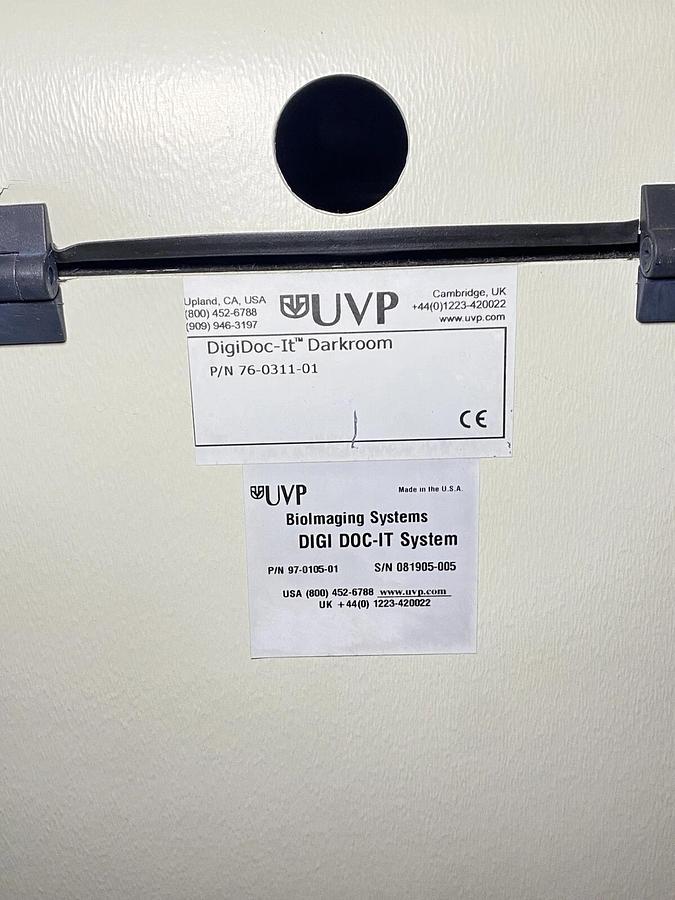 Upland, CA, USA
(800) 452-6788
(909) 946-3197
UVP
Cambridge, UK
+44(0)1223-420022
www.uvp.com
DigiDoc-It™ Darkroom
P/N 76-0311-01
CE
UVP
Made in the U.S.A.
BioImaging Systems
DIGI DOC-IT System
P/N 97-0105-01 S/N 081905-005
USA (800) 452-6788 www.uvp.com
UK +44(0) 1223-420022